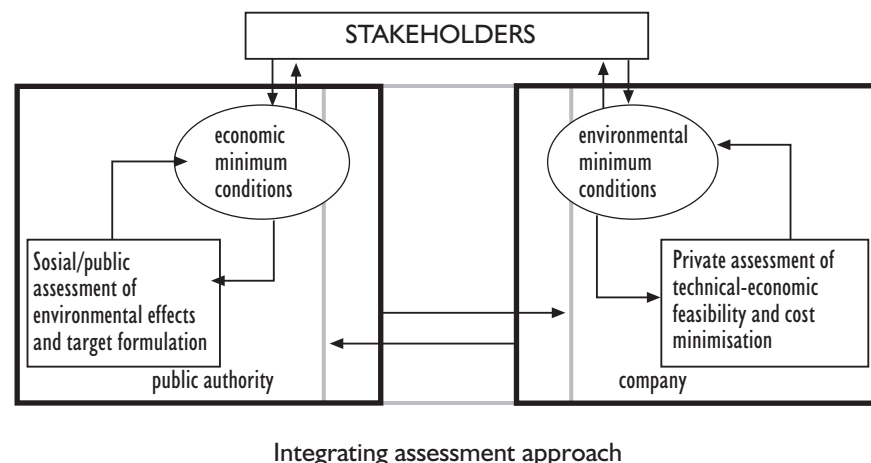 STAKEHOLDERS
economic
minimum
conditions
environmental
minimum
conditions
Sosial/public
assessment of
environmental effects
and target formulation
Private assessment of
technical-economic
feasibility and cost
minimisation
public authority
company
Integrating assessment approach